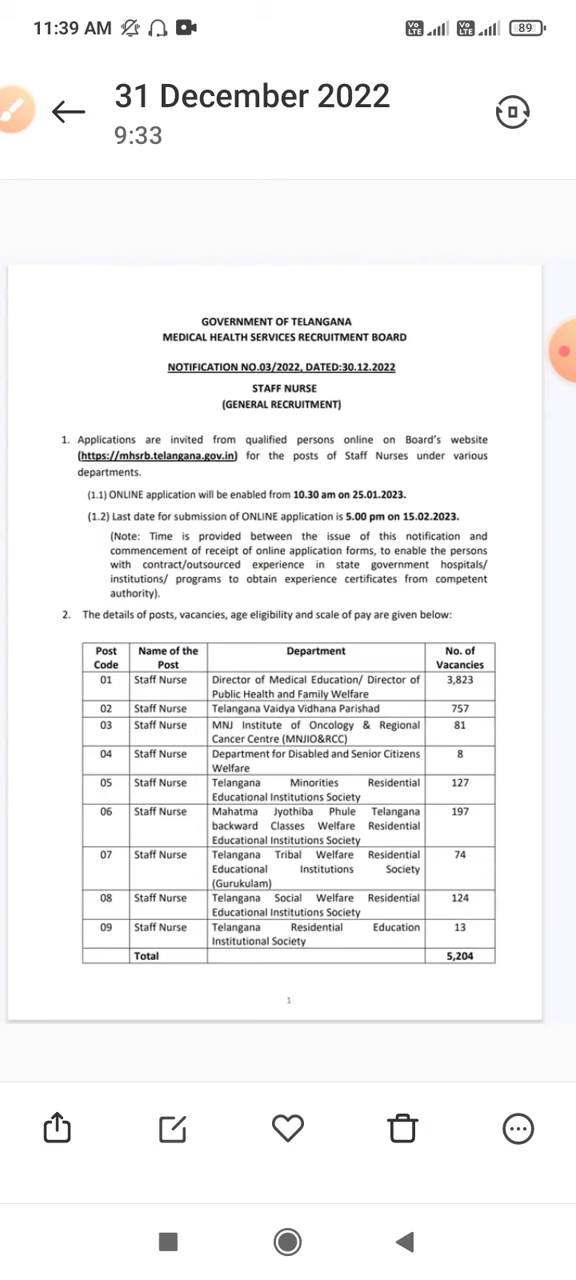 11:39 AM
Vo LTE Vo LTE 89
31 December 2022
9:33
GOVERNMENT OF TELANGANA
MEDICAL HEALTH SERVICES RECRUITMENT BOARD
NOTIFICATION NO.03/2022, DATED:30.12.2022
STAFF NURSE
(GENERAL RECRUITMENT)
1. Applications are invited from qualified persons online on Board's website
(https://mhsrb.telangana.gov.in) for the posts of Staff Nurses under various
departments.
(1.1) ONLINE application will be enabled from 10.30 am on 25.01.2023.
(1.2) Last date for submission of ONLINE application is 5.00 pm on 15.02.2023.
(Note: Time is provided between the issue of this notification and
commencement of receipt of online application forms, to enable the persons
with contract/outsourced experience in state government hospitals/
institutions/ programs to obtain experience certificates from competent
authority).
2. The details of posts, vacancies, age eligibility and scale of pay are given below:
Post Name of the Department No. of
Code Post Vacancies
01 Staff Nurse Director of Medical Education/ Director of 3,823
Public Health and Family Welfare
02 Staff Nurse Telangana Vaidya Vidhana Parishad 757
03 Staff Nurse MNJ Institute of Oncology & Regional 81
Cancer Centre (MNJIO&RCC)
04 Staff Nurse Department for Disabled and Senior Citizens 8
Welfare
05 Staff Nurse Telangana Minorities Residential 127
Educational Institutions Society
06 Staff Nurse Mahatma Jyothiba Phule Telangana 197
backward Classes Welfare Residential
Educational Institutions Society
07 Staff Nurse Telangana Tribal Welfare Residential 74
Educational Institutions Society
(Gurukulam)
08 Staff Nurse Telangana Social Welfare Residential 124
Educational Institutions Society
09 Staff Nurse Telangana Residential Education 13
Institutional Society
Total 5,204
1